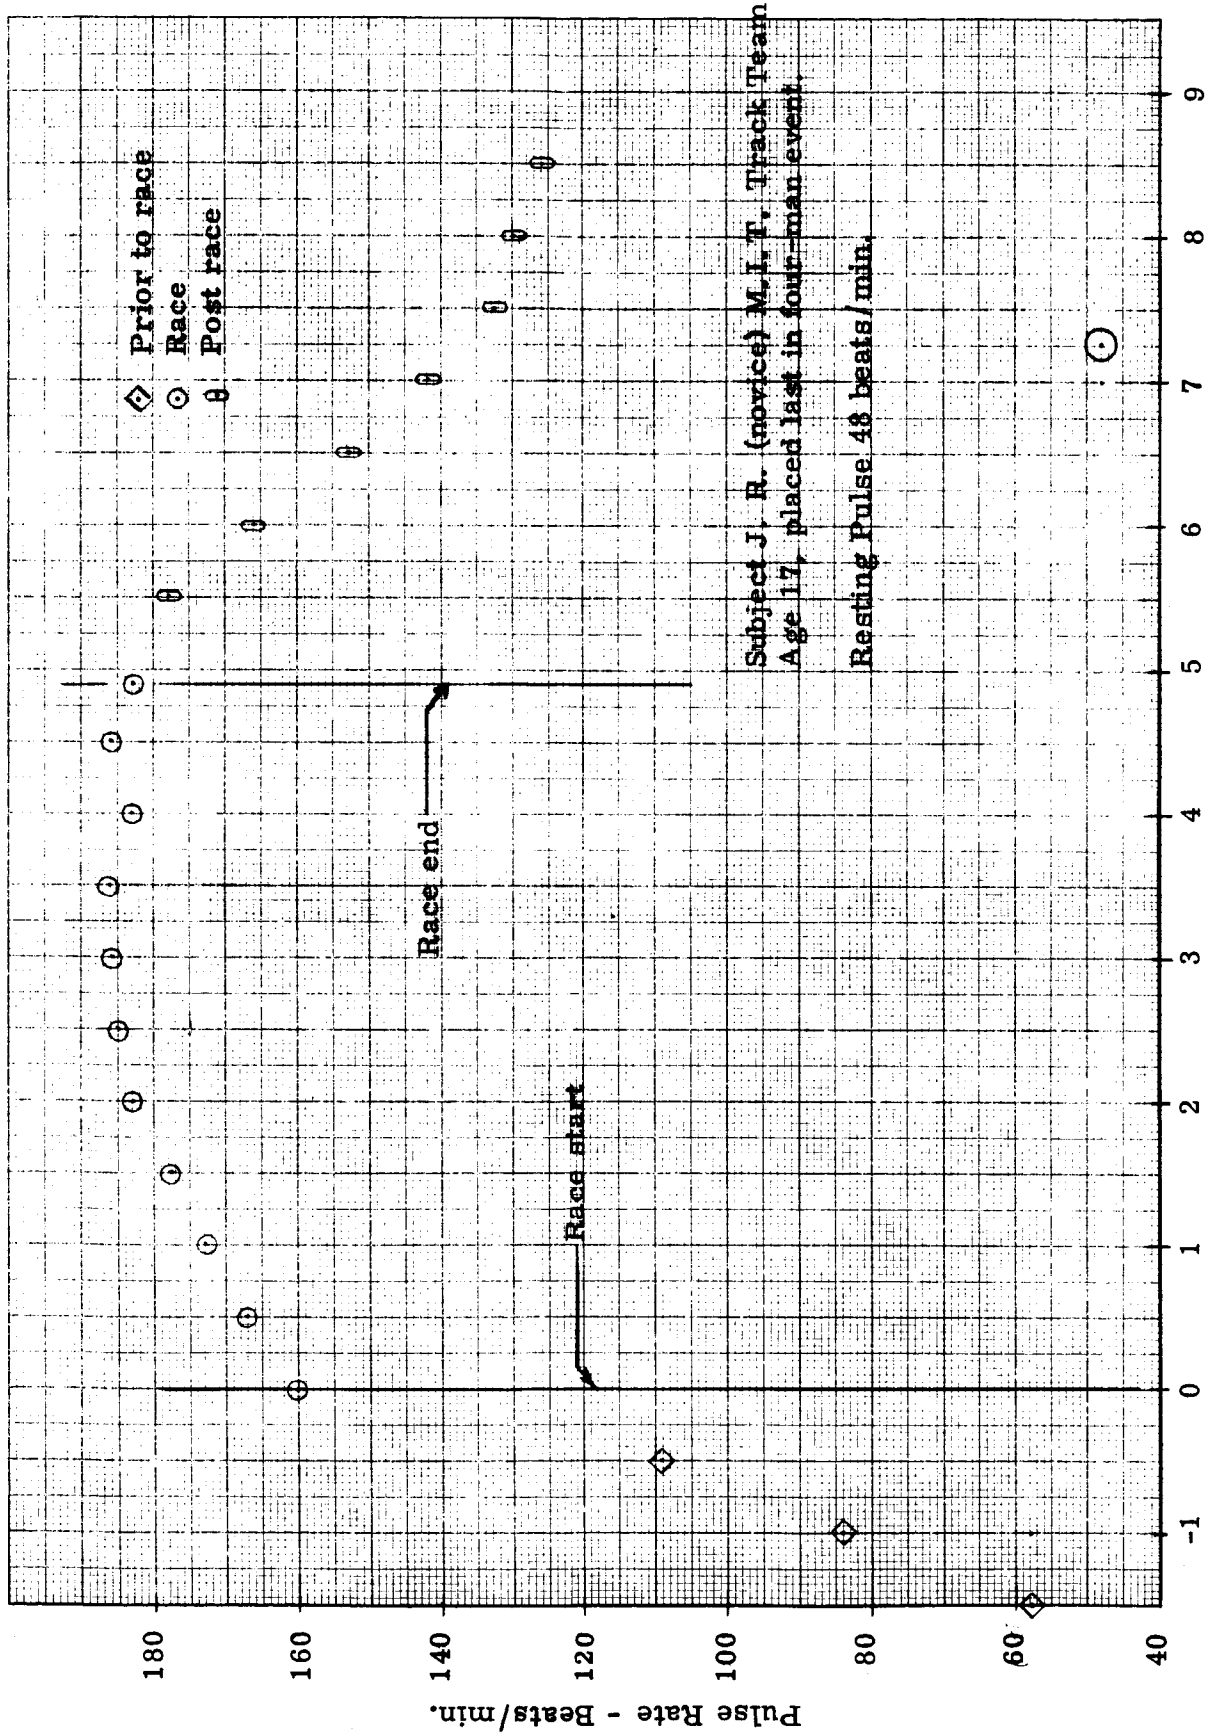 Prior to race
Race
Post race
Race end
Race start
Subject J. R. (novice) M.I.T. Track Team
Age 17, placed last in four-man event.
Resting Pulse 48 beats/min.
Pulse Rate - Beats/min.
180
160
140
120
100
80
60
40
-1
0
1
2
3
4
5
6
7
8
9